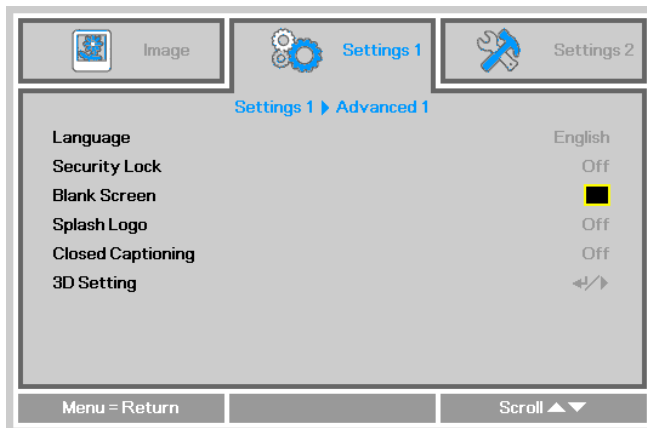 Image
Settings 1
Settings 2
Settings 1 Advanced 1
Language English
Security Lock Off
Blank Screen
Splash Logo Off
Closed Captioning Off
3D Setting
Menu = Return
Scroll